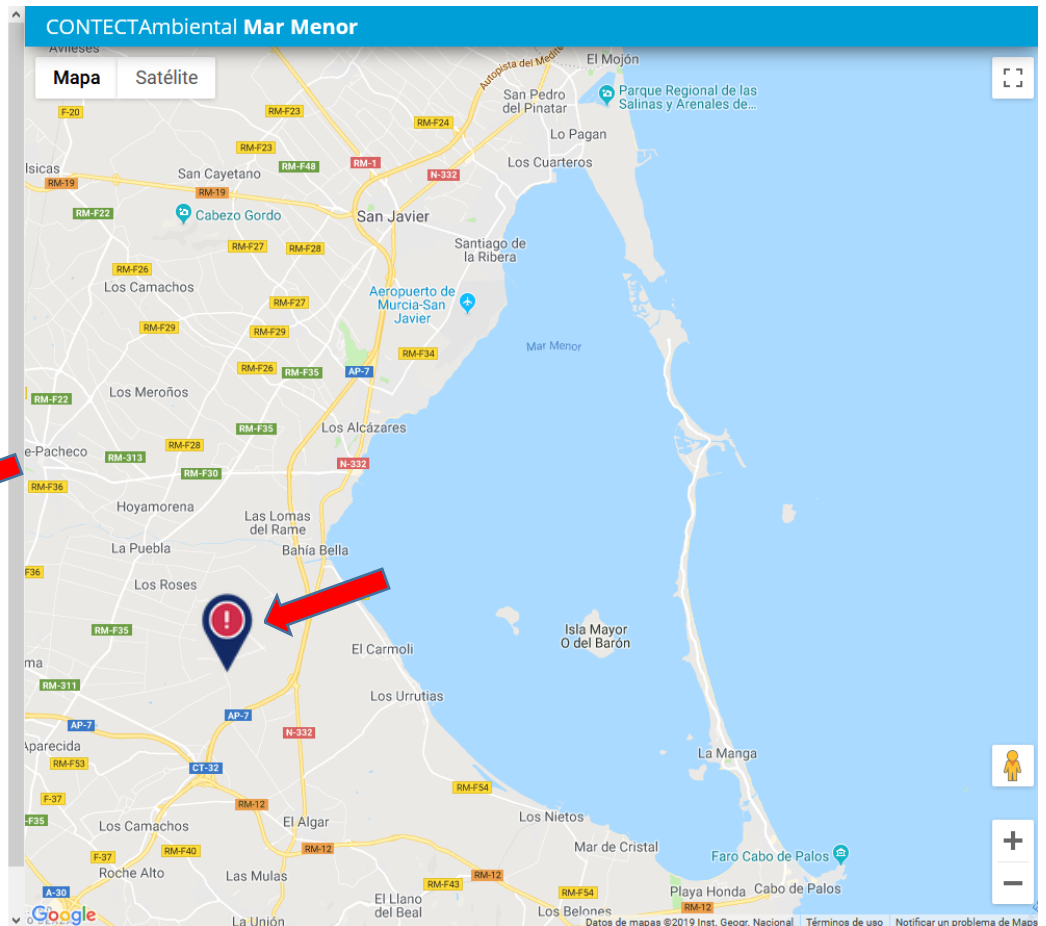 CONTECTAmbiental Mar Menor
Avileses
El Mojón
Mapa
Satélite
Autopista del Medite
San Pedro
del Pinatar
Parque Regional de las
Salinas y Arenales de...
F-20
RM-F23
RM-F24
Lo Pagan
RM-F23
Los Cuarteros
RM-F48
RM-1
N-332
lsicas
San Cayetano
RM-19
RM-19
RM-F22
Cabezo Gordo
San Javier
RM-F27
RM-F28
Santiago de
la Ribera
RM-F26
Los Camachos
Aeropuerto de
Murcia-San
Javier
RM-F27
RM-F29
RM-F29
Mar Menor
RM-F34
RM-F26
RM-F35
AP-7
Los Meroños
RM-F22
RM-F35
Los Alcázares
RM-F28
e-Pacheco
RM-313
N-332
RM-F30
RM-F36
Hoyamorena
Las Lomas
del Rame
La Puebla
Bahía Bella
F36
Los Roses
!
RM-F35
Isla Mayor
O del Barón
El Carmoli
ma
RM-311
Los Urrutias
AP-7
AP-7
N-332
Aparecida
La Manga
RM-F53
CT-32
RM-F54
F-37
RM-12
-F35
Los Camachos
El Algar
Los Nietos
RM-12
Mar de Cristal
F-37
RM-F40
Faro Cabo de Palos
Roche Alto
Las Mulas
RM-12
RM-F43
A-30
RM-F54
Playa Honda
Cabo de Palos
El Llano
del Beal
RM-12
Los Belones
Google
La Unión
Datos de mapas ©2019 Inst. Geogr. Nacional
Términos de uso
Notificar un problema de Maps